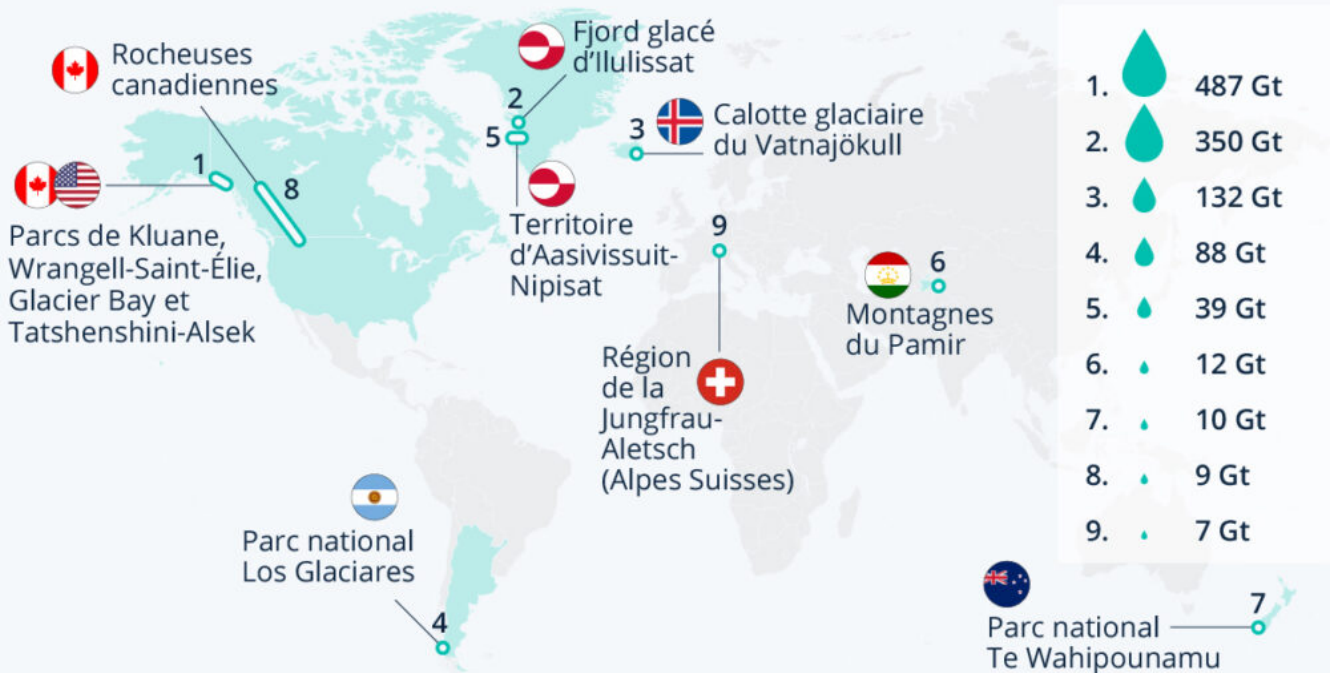 Rocheuses
canadiennes
Fjord glacé
d'Ilulissat
2
5
3
Calotte glaciaire
du Vatnajökull
1
8
Parcs de Kluane,
Wrangell-Saint-Élie,
Glacier Bay et
Tatshenshini-Alsek
Territoire
d'Aasivissuit-
Nipisat
9
Région
de la
Jungfrau-
Aletsch
(Alpes Suisses)
6
Montagnes
du Pamir
Parc national
Los Glaciares
4
7
Parc national
Te Wahipounamu
1. 487 Gt
2. 350 Gt
3. 132 Gt
4. 88 Gt
5. 39 Gt
6. 12 Gt
7. 10 Gt
8. 9 Gt
9. 7 Gt